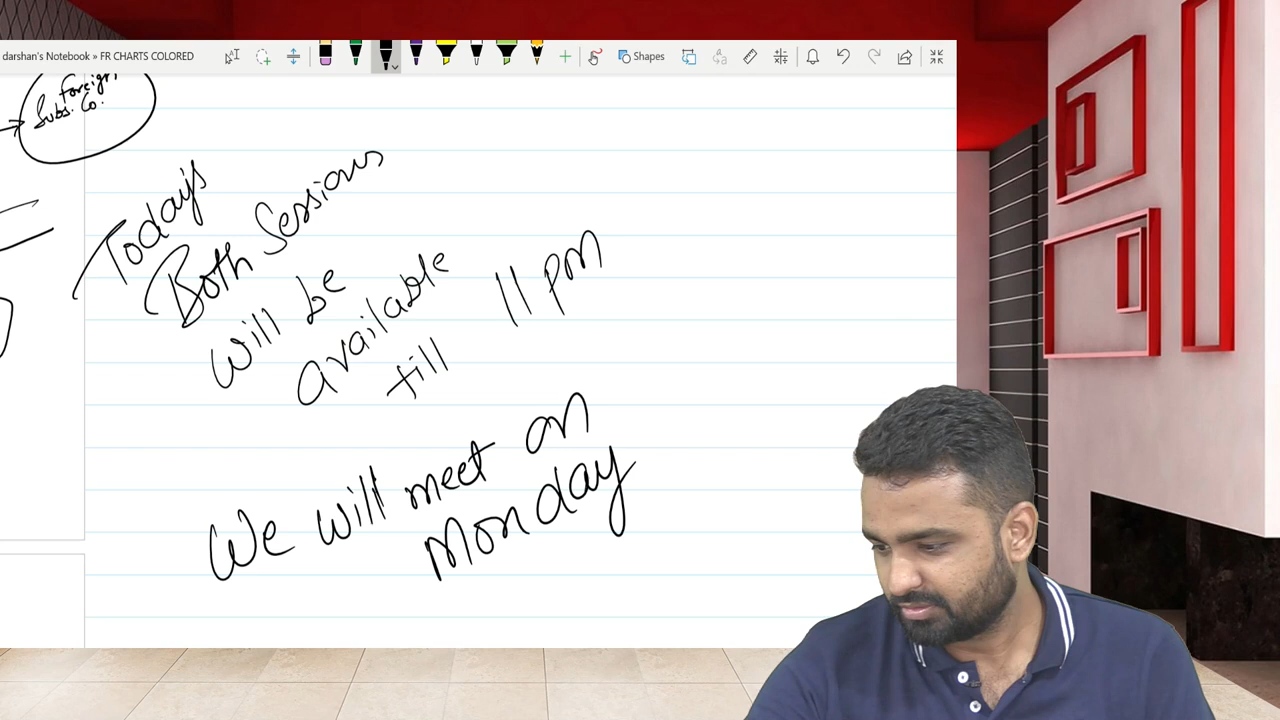 darshan's Notebook » FR CHARTS COLORED
Shapes
foreign
Subs. Co.
Today's
Both Sessions
will be
available
till 11 PM
We will meet on
Monday